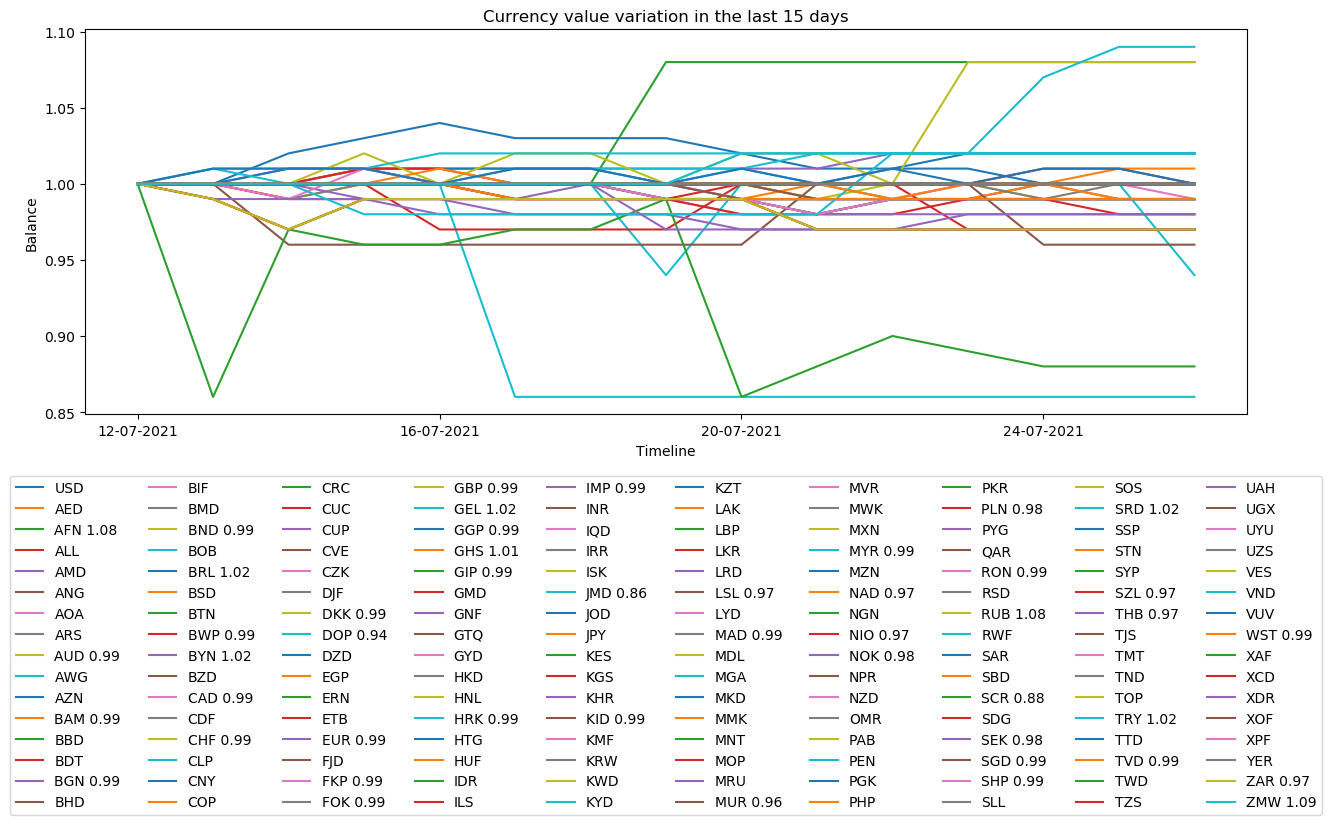 Currency value variation in the last 15 days
1.10
1.05
1.00
0.95
0.90
0.85
Balance
12-07-2021
16-07-2021
20-07-2021
24-07-2021
Timeline
USD
AED
AFN 1.08
ALL
AMD
ANG
AOA
ARS
AUD 0.99
AWG
AZN
BAM 0.99
BBD
BDT
BGN 0.99
BHD
BIF
BMD
BND 0.99
BOB
BRL 1.02
BSD
BTN
BWP 0.99
BYN 1.02
BZD
CAD 0.99
CDF
CHF 0.99
CLP
CNY
COP
CRC
CUC
CUP
CVE
CZK
DJF
DKK 0.99
DOP 0.94
DZD
EGP
ERN
ETB
EUR 0.99
FJD
FKP 0.99
FOK 0.99
GBP 0.99
GEL 1.02
GGP 0.99
GHS 1.01
GIP 0.99
GMD
GNF
GTQ
GYD
HKD
HNL
HRK 0.99
HTG
HUF
IDR
ILS
IMP 0.99
INR
IQD
IRR
ISK
JMD 0.86
JOD
JPY
KES
KGS
KHR
KID 0.99
KMF
KRW
KWD
KYD
KZT
LAK
LBP
LKR
LRD
LSL 0.97
LYD
MAD 0.99
MDL
MGA
MKD
MMK
MNT
MOP
MRU
MUR 0.96
MVR
MWK
MXN
MYR 0.99
MZN
NAD 0.97
NGN
NIO 0.97
NOK 0.98
NPR
NZD
OMR
PAB
PEN
PGK
PHP
PKR
PLN 0.98
PYG
QAR
RON 0.99
RSD
RUB 1.08
RWF
SAR
SBD
SCR 0.88
SDG
SEK 0.98
SGD 0.99
SHP 0.99
SLL
SOS
SRD 1.02
SSP
STN
SYP
SZL 0.97
THB 0.97
TJS
TMT
TND
TOP
TRY 1.02
TTD
TVD 0.99
TWD
TZS
UAH
UGX
UYU
UZS
VES
VND
VUV
WST 0.99
XAF
XCD
XDR
XOF
XPF
YER
ZAR 0.97
ZMW 1.09